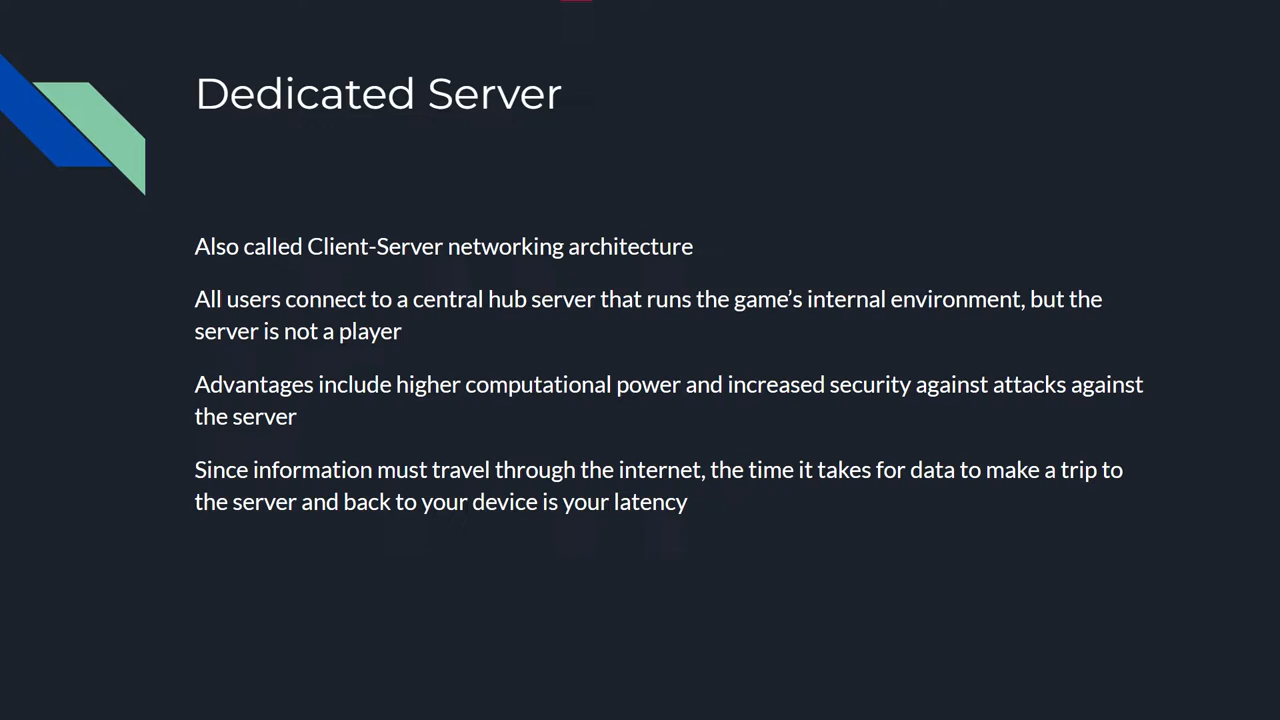 Dedicated Server
Also called Client-Server networking architecture
All users connect to a central hub server that runs the game’s internal environment, but the
server is not a player
Advantages include higher computational power and increased security against attacks against
the server
Since information must travel through the internet, the time it takes for data to make a trip to
the server and back to your device is your latency